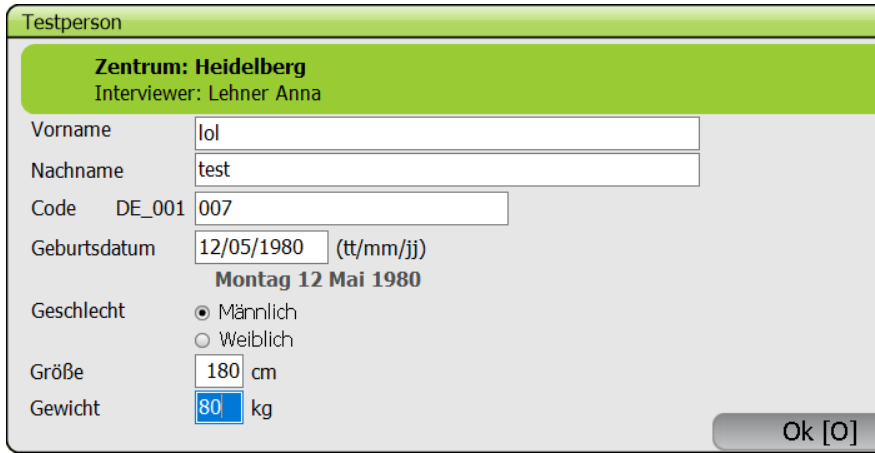 Testperson
Zentrum: Heidelberg
Interviewer: Lehner Anna
Vorname lol
Nachname test
Code DE_001 007
Geburtsdatum 12/05/1980 (tt/mm/jj)
Montag 12 Mai 1980
Geschlecht Männlich
Weiblich
Größe 180 cm
Gewicht 80 kg
Ok [O]